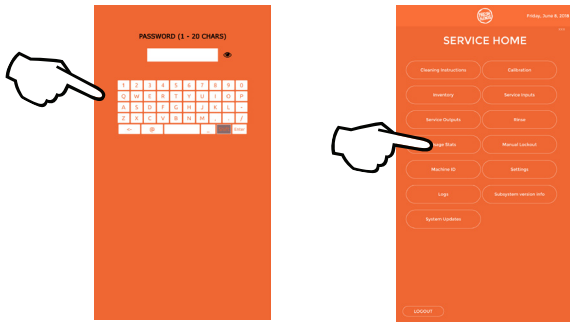 PASSWORD (1 - 20 CHARS)
1 2 3 4 5 6 7 8 9 0
Q W E R T Y U I O P
A S D F G H J K L -
Z X C V B N M . /
@ , Enter
Friday, June 8, 2018
SERVICE HOME
Cleaning Instructions Calibration
Inventory Service Inputs
Service Outputs Rinse
sage Stats Manual Lockout
Machine ID Settings
Logs Subsystem version info
System Updates
LOGOUT